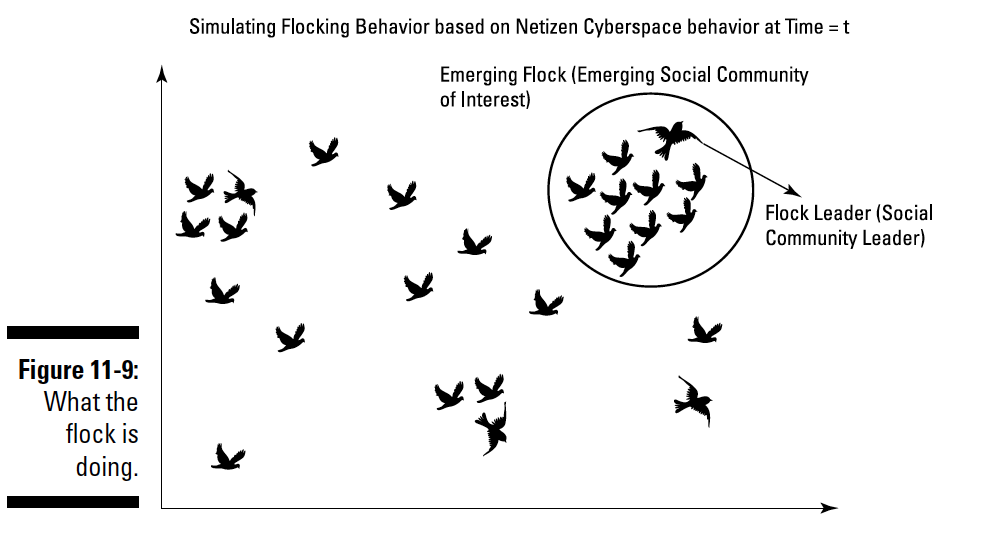 Simulating Flocking Behavior based on Netizen Cyberspace behavior at Time = t
Emerging Flock (Emerging Social Community
of Interest)
Flock Leader (Social
Community Leader)
Figure 11-9:
What the
flock is
doing.